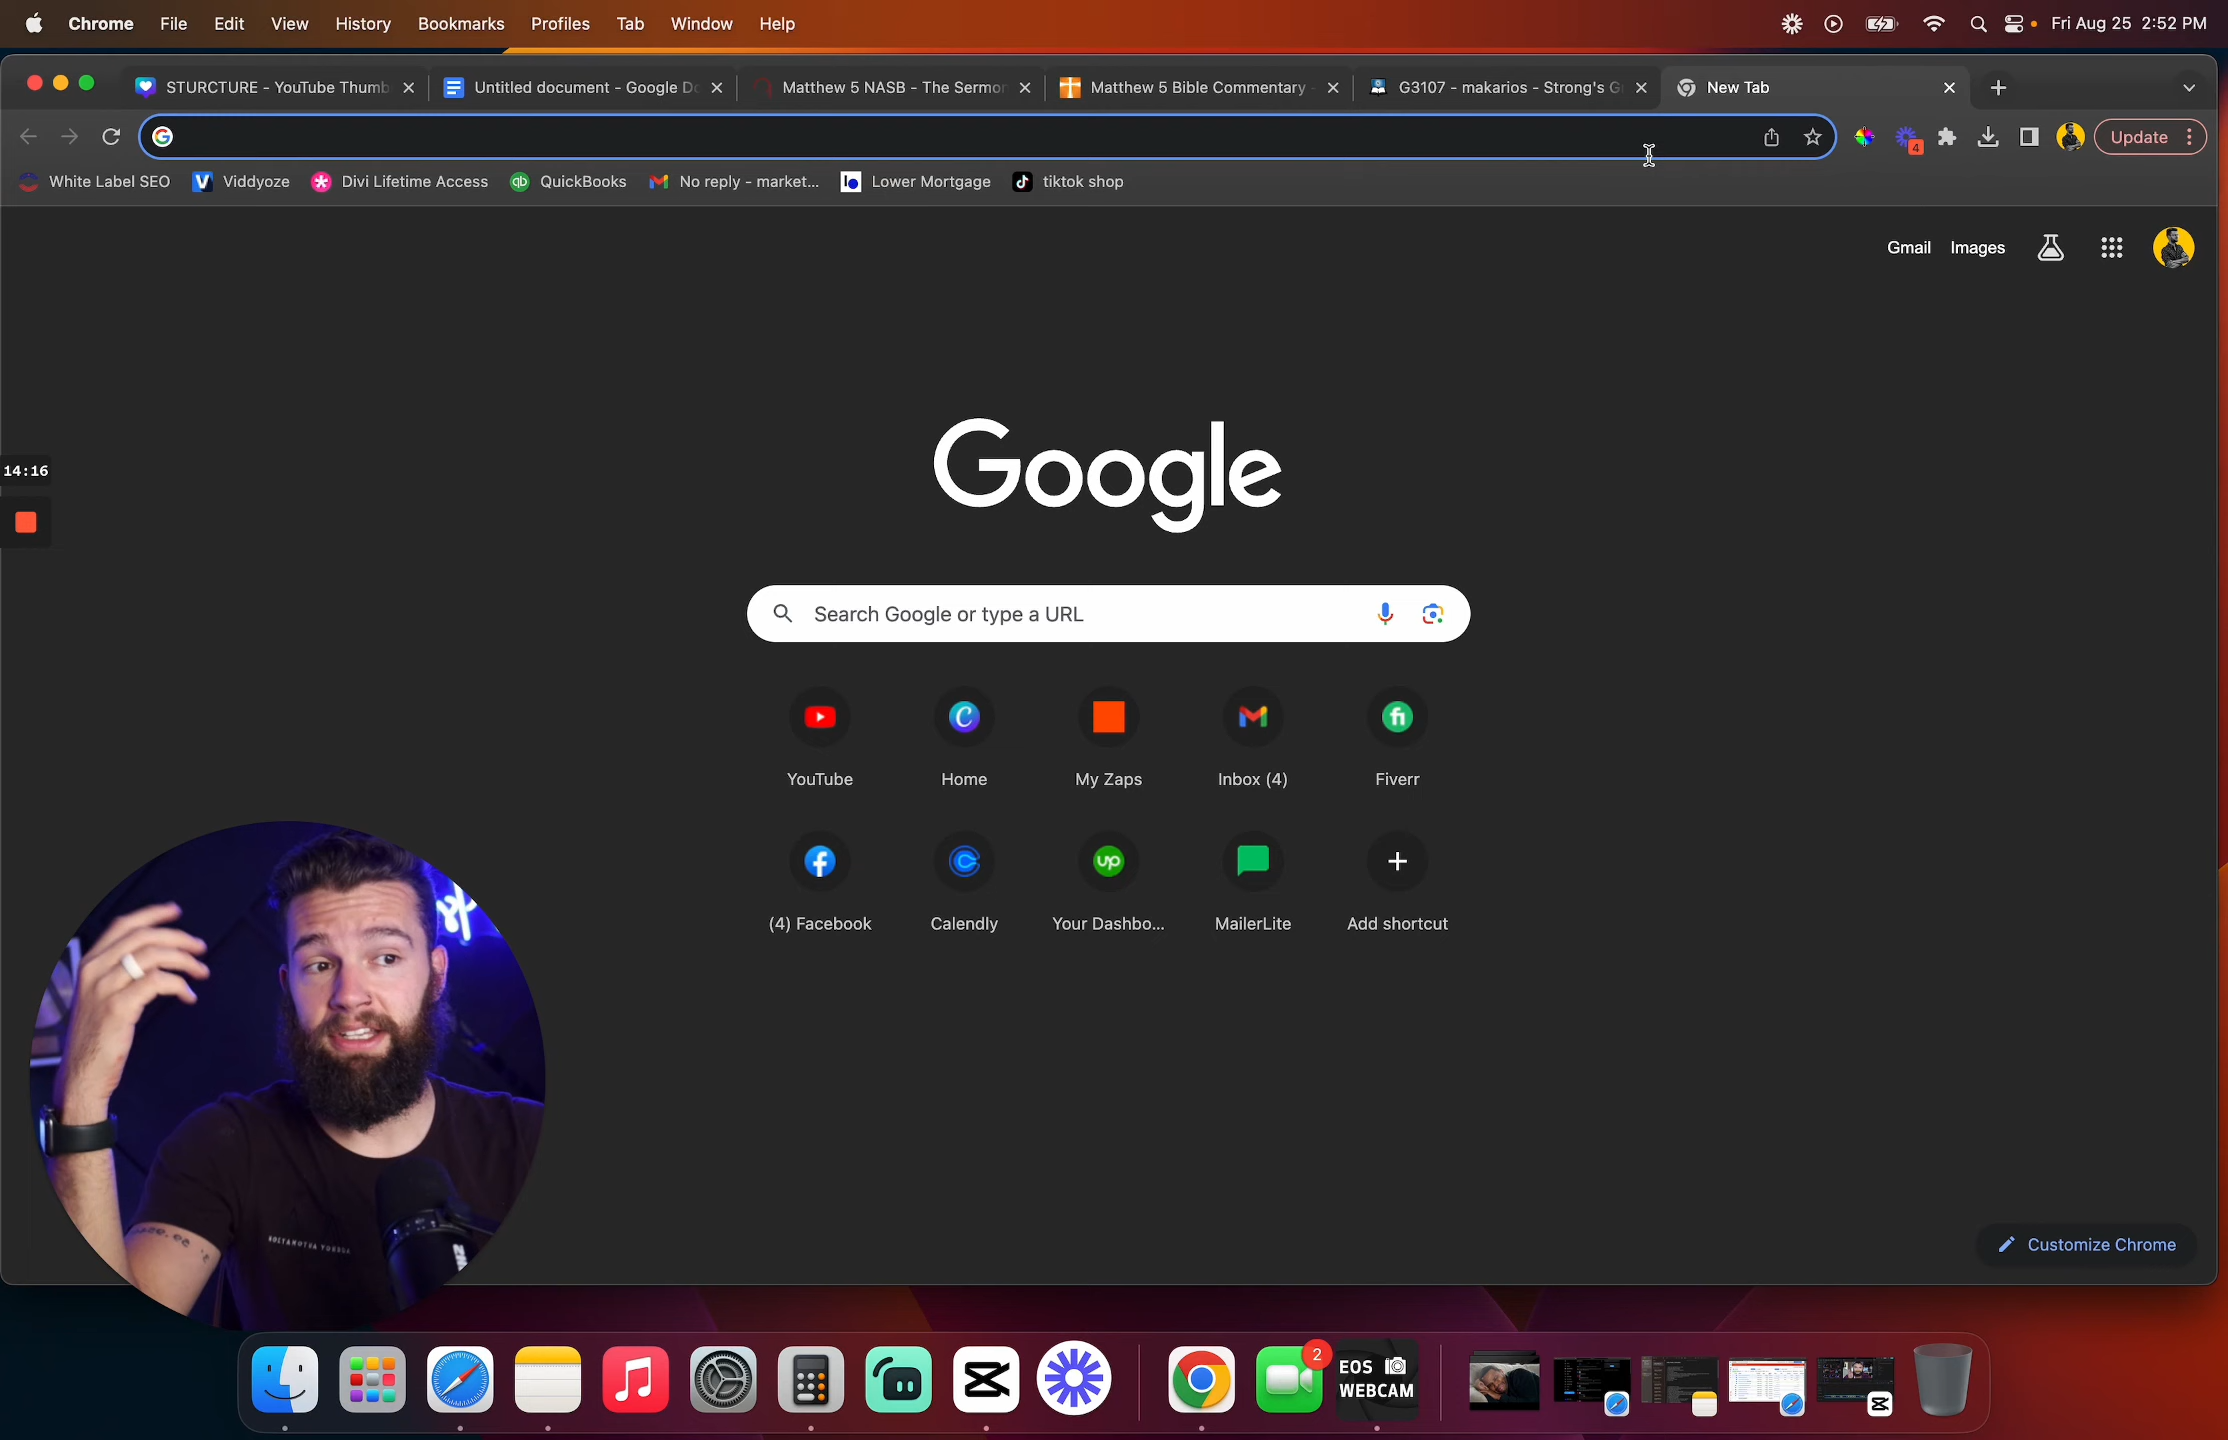 Chrome File Edit View History Bookmarks Profiles Tab Window Help Fri Aug 25 2:52 PM
STURCTURE - YouTube Thumb Untitled document - Google Do Matthew 5 NASB - The Sermo Matthew 5 Bible Commentary - G3107 - makarios - Strong's G New Tab
4 Update
White Label SEO Viddyoze Divi Lifetime Access QuickBooks No reply - market... Lower Mortgage tiktok shop
Gmail Images
14:16
Google
Search Google or type a URL
YouTube Home My Zaps Inbox (4) Fiverr
(4) Facebook Calendly Your Dashbo... MailerLite Add shortcut
Customize Chrome
2
EOS
WEBCAM